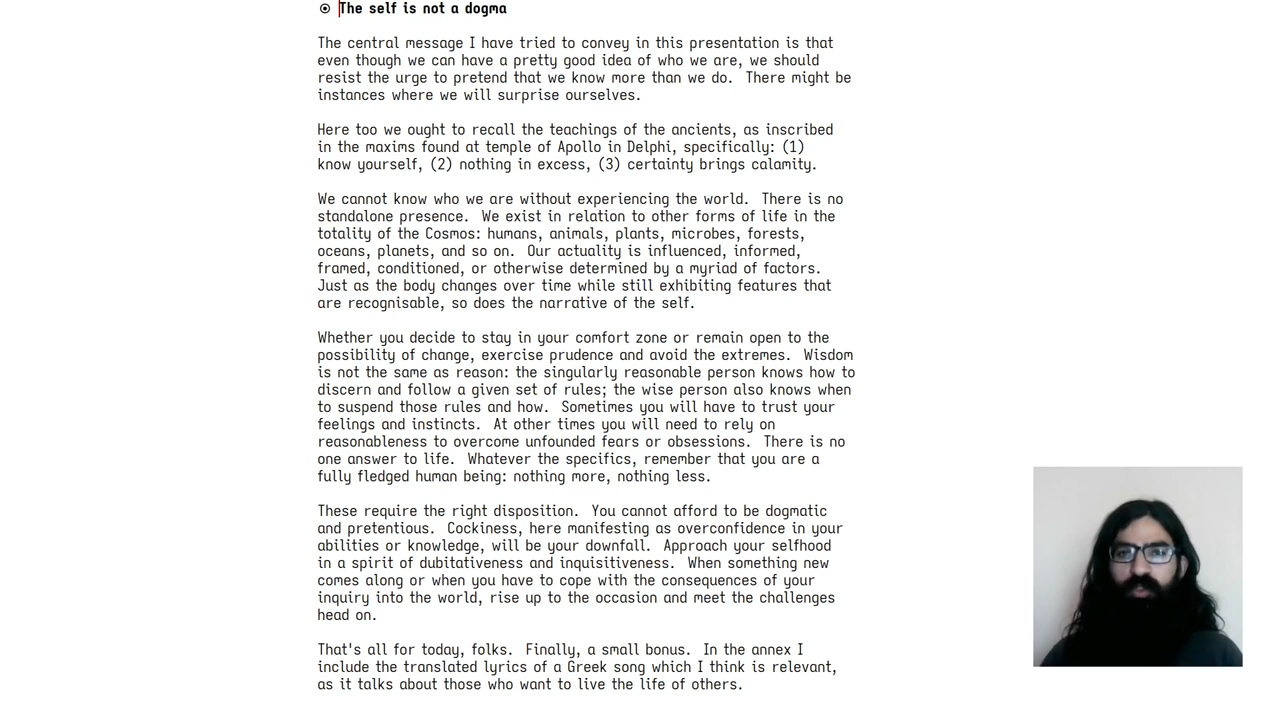 The self is not a dogma
The central message I have tried to convey in this presentation is that
even though we can have a pretty good idea of who we are, we should
resist the urge to pretend that we know more than we do.  There might be
instances where we will surprise ourselves.
Here too we ought to recall the teachings of the ancients, as inscribed
in the maxims found at temple of Apollo in Delphi, specifically: (1)
know yourself, (2) nothing in excess, (3) certainty brings calamity.
We cannot know who we are without experiencing the world.  There is no
standalone presence.  We exist in relation to other forms of life in the
totality of the Cosmos: humans, animals, plants, microbes, forests,
oceans, planets, and so on.  Our actuality is influenced, informed,
framed, conditioned, or otherwise determined by a myriad of factors.
Just as the body changes over time while still exhibiting features that
are recognisable, so does the narrative of the self.
Whether you decide to stay in your comfort zone or remain open to the
possibility of change, exercise prudence and avoid the extremes.  Wisdom
is not the same as reason: the singularly reasonable person knows how to
discern and follow a given set of rules; the wise person also knows when
to suspend those rules and how.  Sometimes you will have to trust your
feelings and instincts.  At other times you will need to rely on
reasonableness to overcome unfounded fears or obsessions.  There is no
one answer to life.  Whatever the specifics, remember that you are a
fully fledged human being: nothing more, nothing less.
These require the right disposition.  You cannot afford to be dogmatic
and pretentious.  Cockiness, here manifesting as overconfidence in your
abilities or knowledge, will be your downfall.  Approach your selfhood
in a spirit of dubitativeness and inquisitiveness.  When something new
comes along or when you have to cope with the consequences of your
inquiry into the world, rise up to the occasion and meet the challenges
head on.
That's all for today, folks.  Finally, a small bonus.  In the annex I
include the translated lyrics of a Greek song which I think is relevant,
as it talks about those who want to live the life of others.